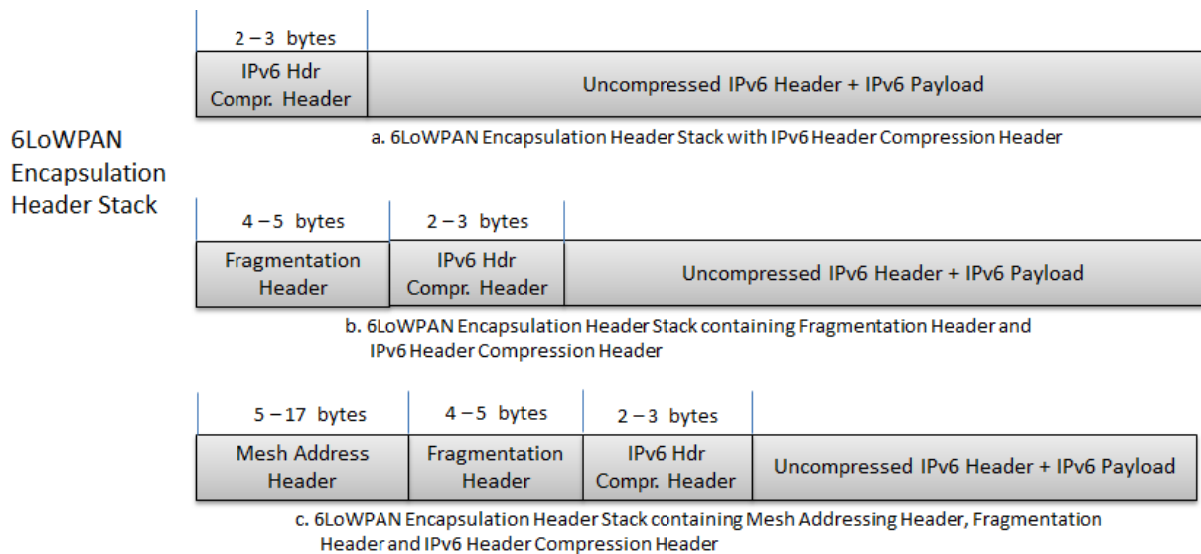 2 – 3 bytes
IPv6 Hdr
Compr. Header
Uncompressed IPv6 Header + IPv6 Payload
a. 6LoWPAN Encapsulation Header Stack with IPv6 Header Compression Header
6LoWPAN
Encapsulation
Header Stack
4 – 5 bytes
2 – 3 bytes
Fragmentation
Header
IPv6 Hdr
Compr. Header
Uncompressed IPv6 Header + IPv6 Payload
b. 6LoWPAN Encapsulation Header Stack containing Fragmentation Header and
IPv6 Header Compression Header
5 – 17 bytes
4 – 5 bytes
2 – 3 bytes
Mesh Address
Header
Fragmentation
Header
IPv6 Hdr
Compr. Header
Uncompressed IPv6 Header + IPv6 Payload
c. 6LoWPAN Encapsulation Header Stack containing Mesh Addressing Header, Fragmentation
Header and IPv6 Header Compression Header